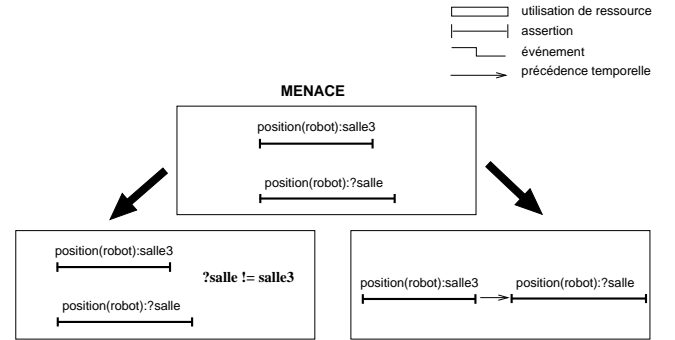 utilisation de ressource
assertion
événement
précédence temporelle
MENACE
position(robot):salle3
position(robot):?salle
position(robot):salle3
?salle != salle3
position(robot):?salle
position(robot):salle3
position(robot):?salle